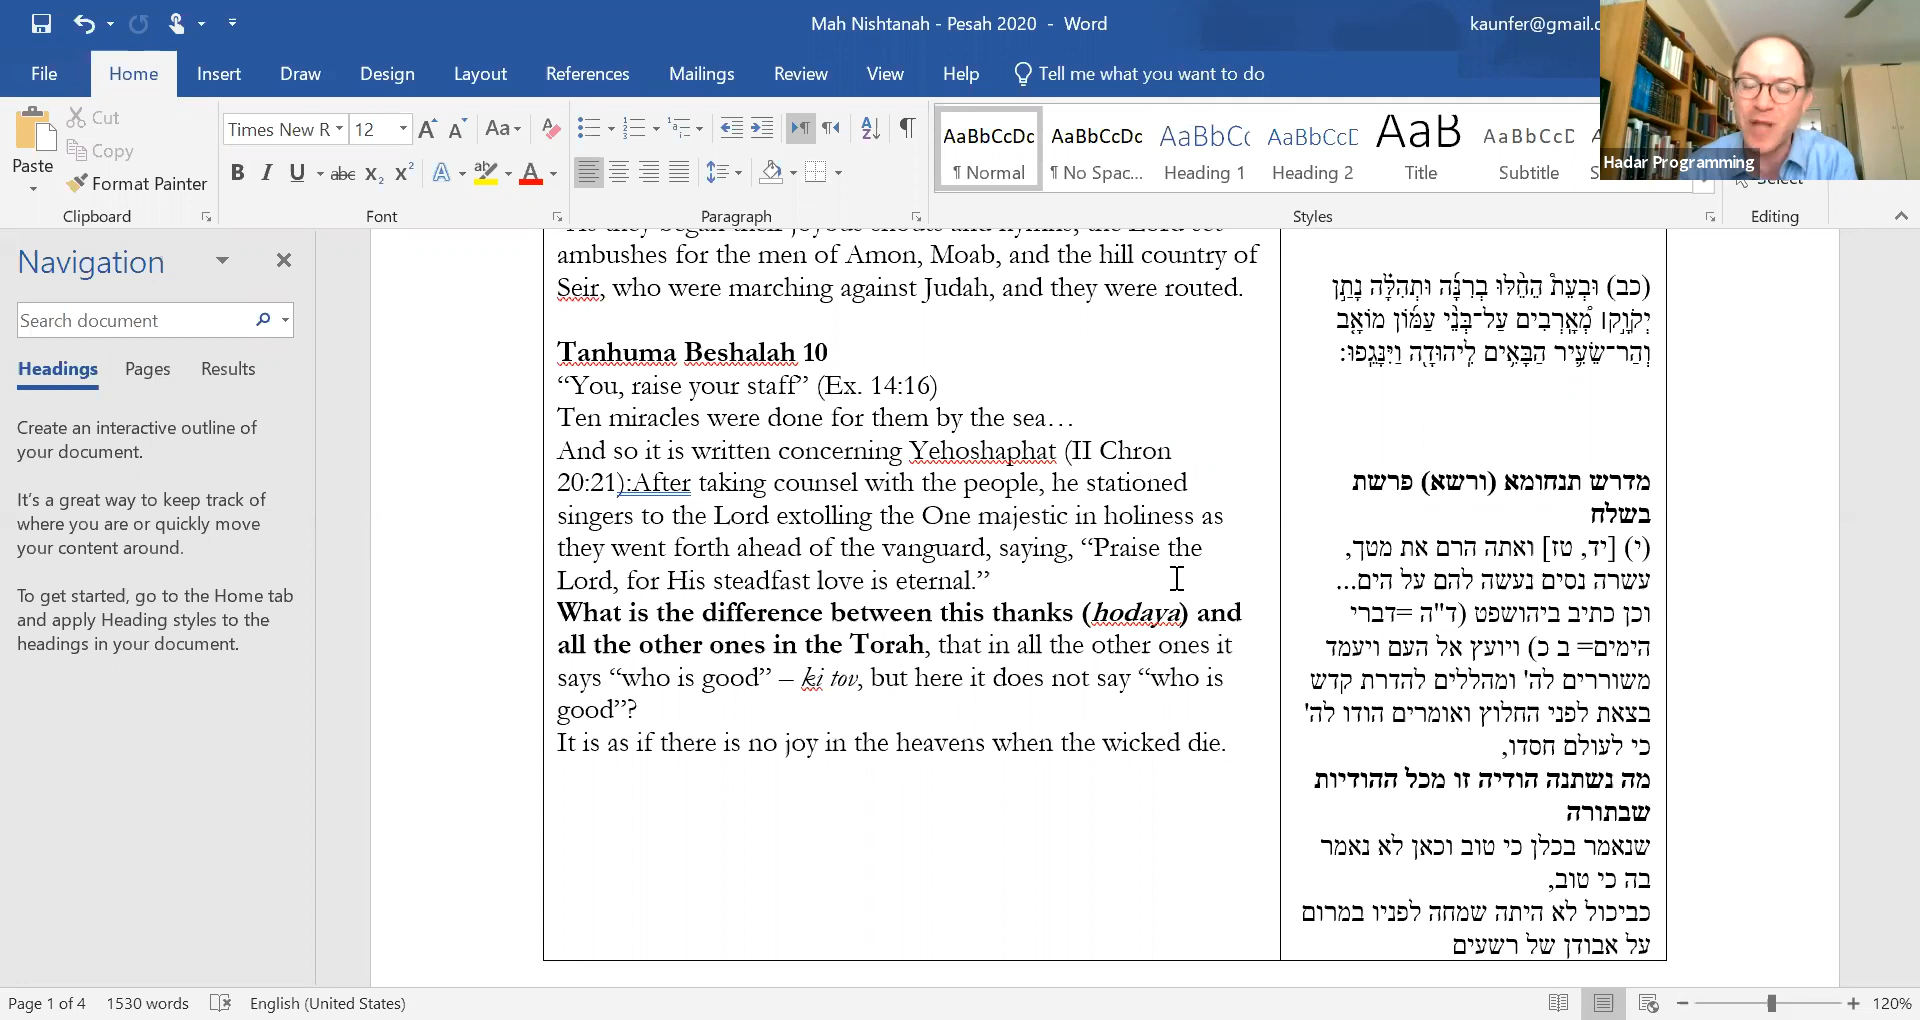 Mah Nishtanah - Pesah 2020 - Word
kaunfer@gmail.c
File Home Insert Draw Design Layout References Mailings Review View Help Tell me what you want to do
Hadar Programming
Paste
Cut
Copy
Format Painter
Clipboard
Times New R 12
Font
Paragraph
AaBbCcDc AaBbCcDc AaBbC AaBbCcD AaB AaBbCcD
¶ Normal ¶ No Spac... Heading 1 Heading 2 Title Subtitle
Styles
Select
Editing
Navigation
Search document
Headings Pages Results
Create an interactive outline of
your document.
It's a great way to keep track of
where you are or quickly move
your content around.
To get started, go to the Home tab
and apply Heading styles to the
headings in your document.
As they began their joyous shouts and hymns, the Lord set
ambushes for the men of Amon, Moab, and the hill country of
Seir, who were marching against Judah, and they were routed.
Tanhuma Beshalah 10
“You, raise your staff” (Ex. 14:16)
Ten miracles were done for them by the sea…
And so it is written concerning Yehoshaphat (II Chron
20:21):After taking counsel with the people, he stationed
singers to the Lord extolling the One majestic in holiness as
they went forth ahead of the vanguard, saying, “Praise the
Lord, for His steadfast love is eternal.”
What is the difference between this thanks (hodaya) and
all the other ones in the Torah, that in all the other ones it
says “who is good” – ki tov, but here it does not say “who is
good”?
It is as if there is no joy in the heavens when the wicked die.
(כב) וּבְעֵת֩ הֵחֵ֨לּוּ בְרִנָּ֜ה וּתְהִלָּ֗ה נָתַ֣ן
יְקֹוָ֣ק׀ מְ֠אָֽרְבִים עַל־בְּנֵ֨י עַמּ֜וֹן מוֹאָ֧ב
וְהַר־שֵׂעִ֛יר הַבָּאִ֥ים לִֽיהוּדָ֖ה וַיִּנָּגֵֽפוּ:
מדרש תנחומא (ורשא) פרשת
בשלח
(י) [יד, טז] ואתה הרם את מטך,
עשרה נסים נעשה להם על הים...
וכן כתיב ביהושפט (ד"ה =דברי
הימים= ב כ) ויועץ אל העם ויעמד
משוררים לה' ומהללים להדרת קדש
בצאת לפני החלוץ ואומרים הודו לה'
כי לעולם חסדו,
מה נשתנה הודיה זו מכל ההודיות
שבתורה
שנאמר בכלן כי טוב וכאן לא נאמר
בה כי טוב,
כביכול לא היתה שמחה לפניו במרום
על אבודן של רשעים
Page 1 of 4 1530 words English (United States) 120%